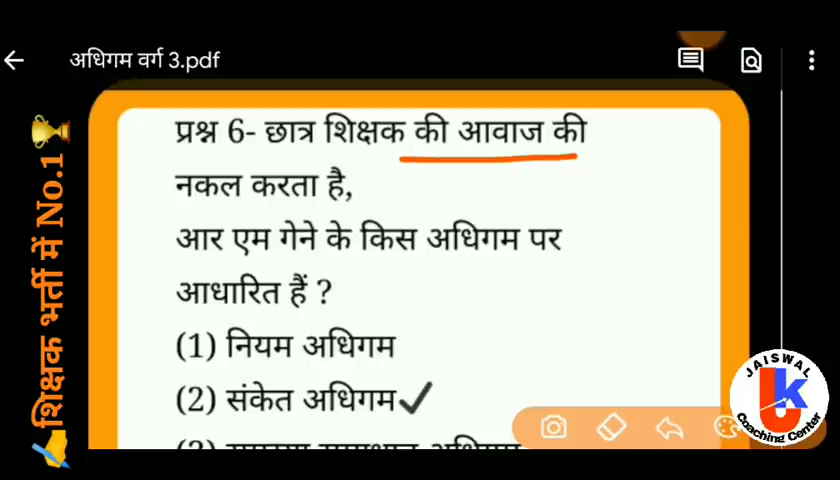 अधिगम वर्ग 3.pdf
शिक्षक भर्ती में No.1
प्रश्न 6- छात्र शिक्षक की आवाज की
नकल करता है,
आर एम गेने के किस अधिगम पर
आधारित हैं ?
(1) नियम अधिगम
(2) संकेत अधिगम✓
JAISWAL
Coaching Center